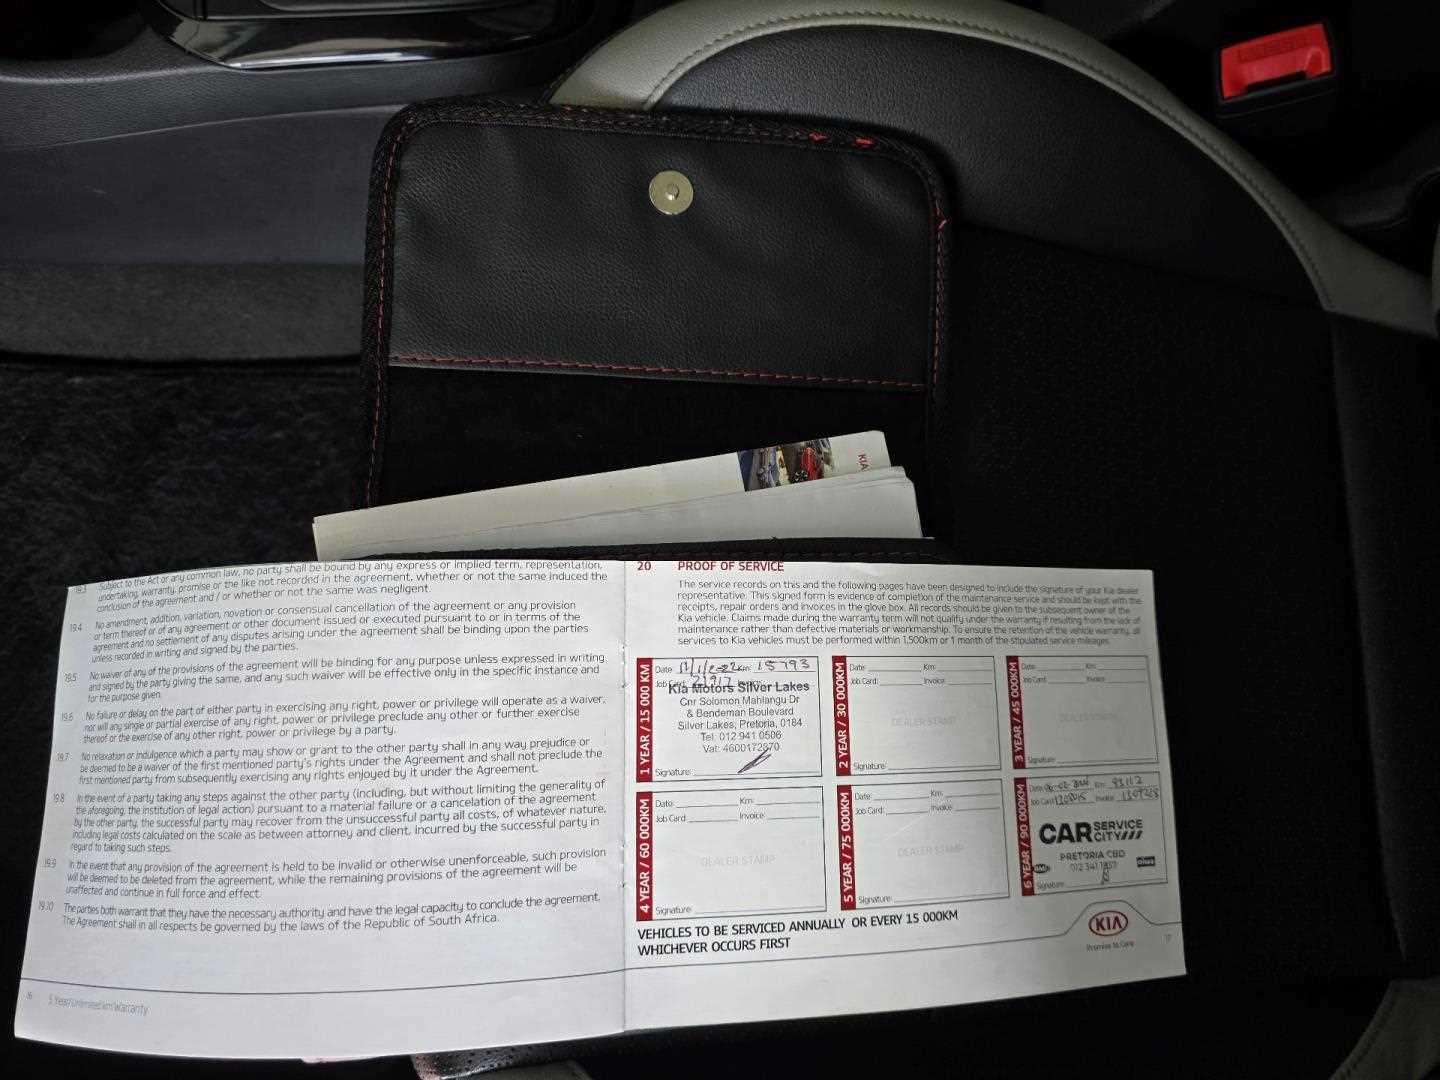 KIA
19.3 Subject to the Act or any common law, no party shall be bound by any express or implied term, representation,
undertaking, warranty, promise or the like not recorded in the agreement, whether or not the same induced the
conclusion of the agreement and / or whether or not the same was negligent.
19.4 No amendment, addition, variation, novation or consensual cancellation of the agreement or any provision
or term thereof or of any agreement or other document issued or executed pursuant to or in terms of the
agreement and no settlement of any disputes arising under the agreement shall be binding upon the parties
unless recorded in writing and signed by the parties.
19.5 No waiver of any of the provisions of the agreement will be binding for any purpose unless expressed in writing
and signed by the party giving the same, and any such waiver will be effective only in the specific instance and
for the purpose given.
19.6 No failure or delay on the part of either party in exercising any right, power or privilege will operate as a waiver,
nor will any single or partial exercise of any right, power or privilege preclude any other or further exercise
thereof or the exercise of any other right, power or privilege by a party.
19.7 No relaxation or indulgence which a party may show or grant to the other party shall in any way prejudice or
be deemed to be a waiver of the first mentioned party's rights under the Agreement and shall not preclude the
first mentioned party from subsequently exercising any rights enjoyed by it under the Agreement.
19.8 In the event of a party taking any steps against the other party (including, but without limiting the generality of
the aforegoing, the institution of legal action) pursuant to a material failure or a cancelation of the agreement
by the other party, the successful party may recover from the unsuccessful party all costs, of whatever nature,
including legal costs calculated on the scale as between attorney and client, incurred by the successful party in
regard to taking such steps.
19.9 In the event that any provision of the agreement is held to be invalid or otherwise unenforceable, such provision
will be deemed to be deleted from the agreement, while the remaining provisions of the agreement will be
unaffected and continue in full force and effect.
19.10 The parties both warrant that they have the necessary authority and have the legal capacity to conclude the agreement.
The Agreement shall in all respects be governed by the laws of the Republic of South Africa.
16 5 Year/Unlimited km Warranty
20 PROOF OF SERVICE
The service records on this and the following pages have been designed to include the signature of your Kia dealer
representative. This signed form is evidence of completion of the maintenance service and should be kept with the
receipts, repair orders and invoices in the glove box. All records should be given to the subsequent owner of the
Kia vehicle. Claims made during the warranty term will not qualify under the warranty if resulting from the lack of
maintenance rather than defective materials or workmanship. To ensure the retention of the vehicle warranty, all
services to Kia vehicles must be performed within 1,500km or 1 month of the stipulated service mileages.
1 YEAR / 15 000 KM
Date: Km: 15793
Job Card: 21917
Kia Motors Silver Lakes
Cnr Solomon Mahlangu Dr
& Bendeman Boulevard
Silver Lakes, Pretoria, 0184
Tel: 012 941 0506
Vat: 4600172870
Signature:
2 YEAR / 30 000KM
Date: Km:
Job Card: Invoice:
DEALER STAMP
Signature:
3 YEAR / 45 000KM
Date: Km:
Job Card: Invoice:
DEALER STAMP
Signature:
4 YEAR / 60 000KM
Date: Km:
Job Card: Invoice:
DEALER STAMP
Signature:
5 YEAR / 75 000KM
Date: Km:
Job Card: Invoice:
DEALER STAMP
Signature:
6 YEAR / 90 000KM
Date: Km: 93112
Job Card: Invoice:
CAR SERVICE
CITY
PRETORIA CBD
012 341
Signature:
VEHICLES TO BE SERVICED ANNUALLY OR EVERY 15 000KM
WHICHEVER OCCURS FIRST
KIA
Promise to Care
17